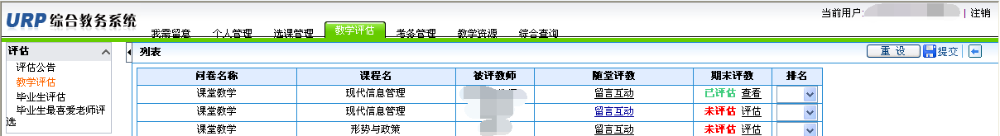 当前用户: | 注销
URP 综合教务系统
我需留意 个人管理 选课管理 教学评估 考务管理 教学资源 综合查询
评估
评估公告
教学评估
毕业生评估
毕业生最喜爱老师评
选
列表 重 设 提交
问卷名称 课程名 被评教师 随堂评教 期末评教 排名
课堂教学 现代信息管理 留言互动 已评估 查看
课堂教学 现代信息管理 留言互动 未评估 评估
课堂教学 形势与政策 留言互动 未评估 评估